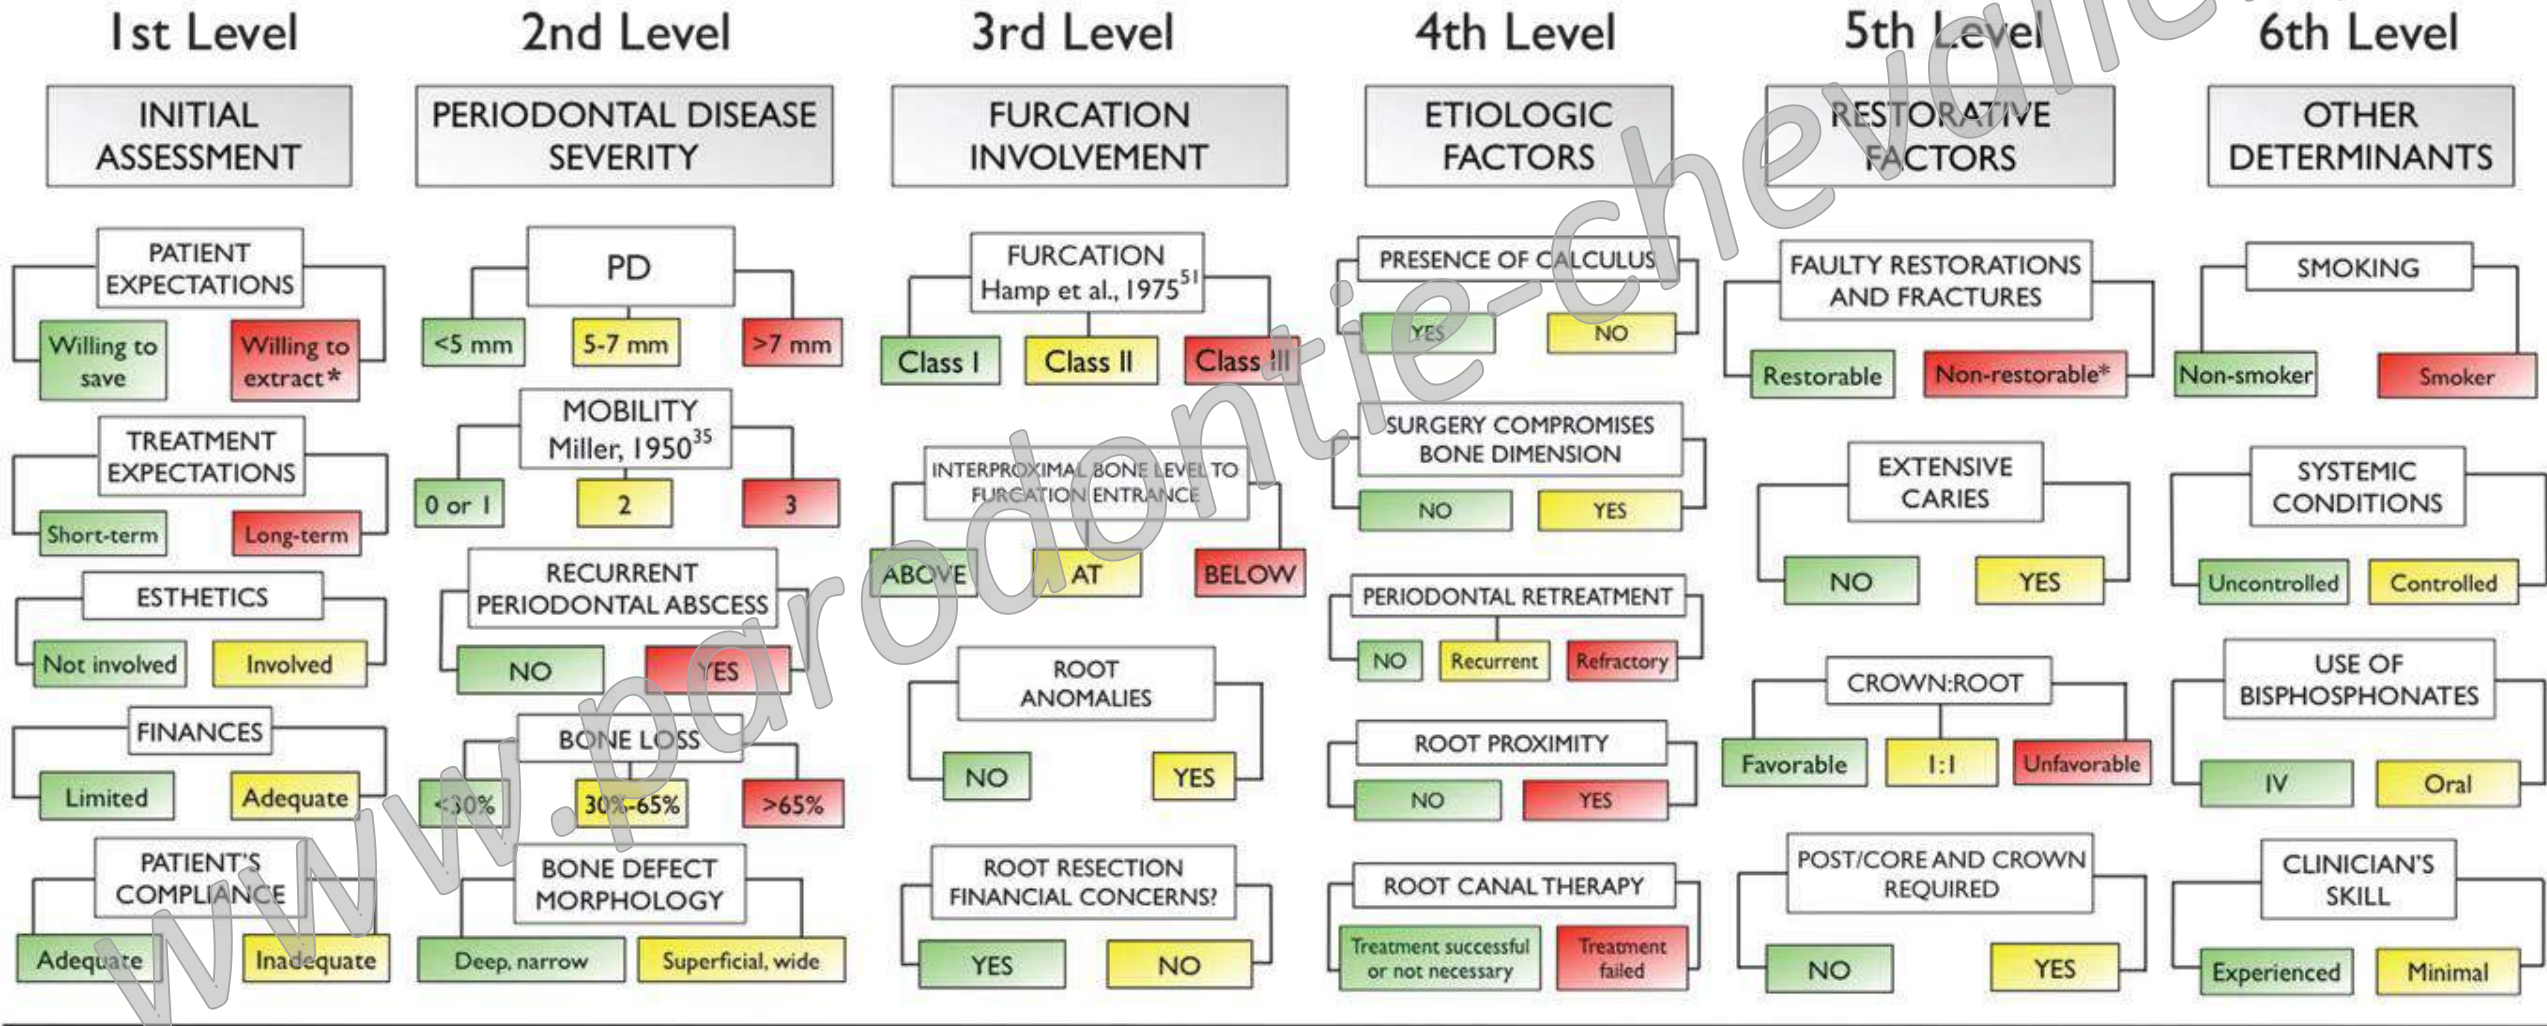 1st Level
INITIAL
ASSESSMENT
PATIENT
EXPECTATIONS
Willing to
save
Willing to
extract*
TREATMENT
EXPECTATIONS
Short-term
Long-term
ESTHETICS
Not involved
Involved
FINANCES
Limited
Adequate
PATIENT'S
COMPLIANCE
Adequate
Inadequate
2nd Level
PERIODONTAL DISEASE
SEVERITY
PD
<5 mm
5-7 mm
>7 mm
MOBILITY
Miller, 1950³⁵
0 or 1
2
3
RECURRENT
PERIODONTAL ABSCESS
NO
YES
BONE LOSS
<30%
30%-65%
>65%
BONE DEFECT
MORPHOLOGY
Deep, narrow
Superficial, wide
3rd Level
FURCATION
INVOLVEMENT
FURCATION
Hamp et al., 1975⁵¹
Class I
Class II
Class III
INTERPROXIMAL BONE LEVEL TO
FURCATION ENTRANCE
ABOVE
AT
BELOW
ROOT
ANOMALIES
NO
YES
ROOT RESECTION
FINANCIAL CONCERNS?
YES
NO
4th Level
ETIOLOGIC
FACTORS
PRESENCE OF CALCULUS
YES
NO
SURGERY COMPROMISES
BONE DIMENSION
NO
YES
PERIODONTAL RETREATMENT
NO
Recurrent
Refractory
ROOT PROXIMITY
NO
YES
ROOT CANAL THERAPY
Treatment successful
or not necessary
Treatment
failed
5th Level
RESTORATIVE
FACTORS
FAULTY RESTORATIONS
AND FRACTURES
Restorable
Non-restorable*
EXTENSIVE
CARIES
NO
YES
CROWN:ROOT
Favorable
1:1
Unfavorable
POST/CORE AND CROWN
REQUIRED
NO
YES
6th Level
OTHER
DETERMINANTS
SMOKING
Non-smoker
Smoker
SYSTEMIC
CONDITIONS
Uncontrolled
Controlled
USE OF
BISPHOSPHONATES
IV
Oral
CLINICIAN'S
SKILL
Experienced
Minimal